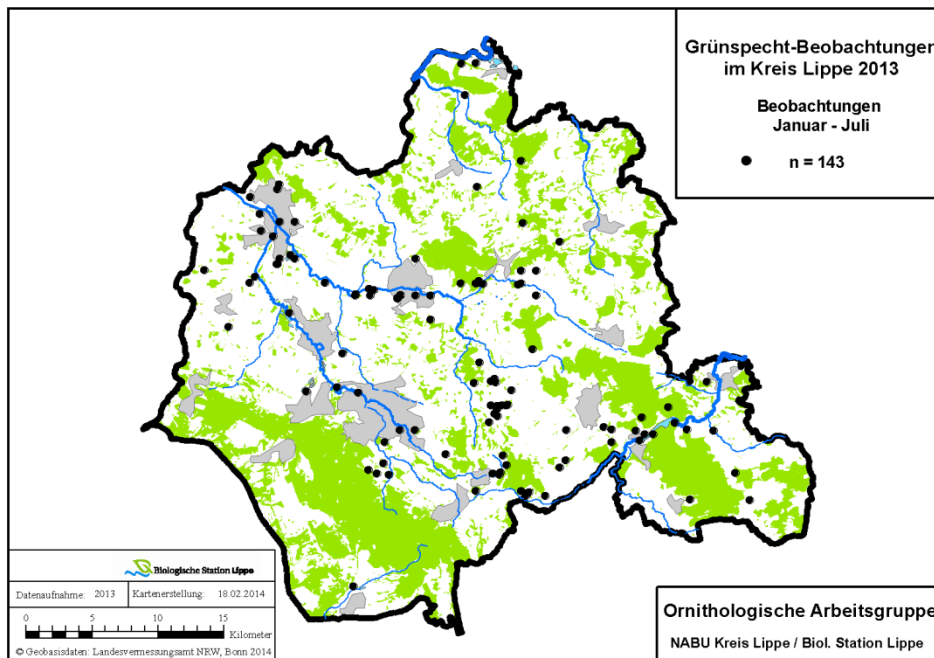 Grünspecht-Beobachtungen
im Kreis Lippe 2013
Beobachtungen
Januar - Juli
n = 143
Biologische Station Lippe
Datenaufnahme: 2013 Kartenerstellung: 18.02.2014
0 5 10 15
Kilometer
© Geobasisdaten: Landesvermessungsamt NRW, Bonn 2014
Ornithologische Arbeitsgruppe
NABU Kreis Lippe / Biol. Station Lippe